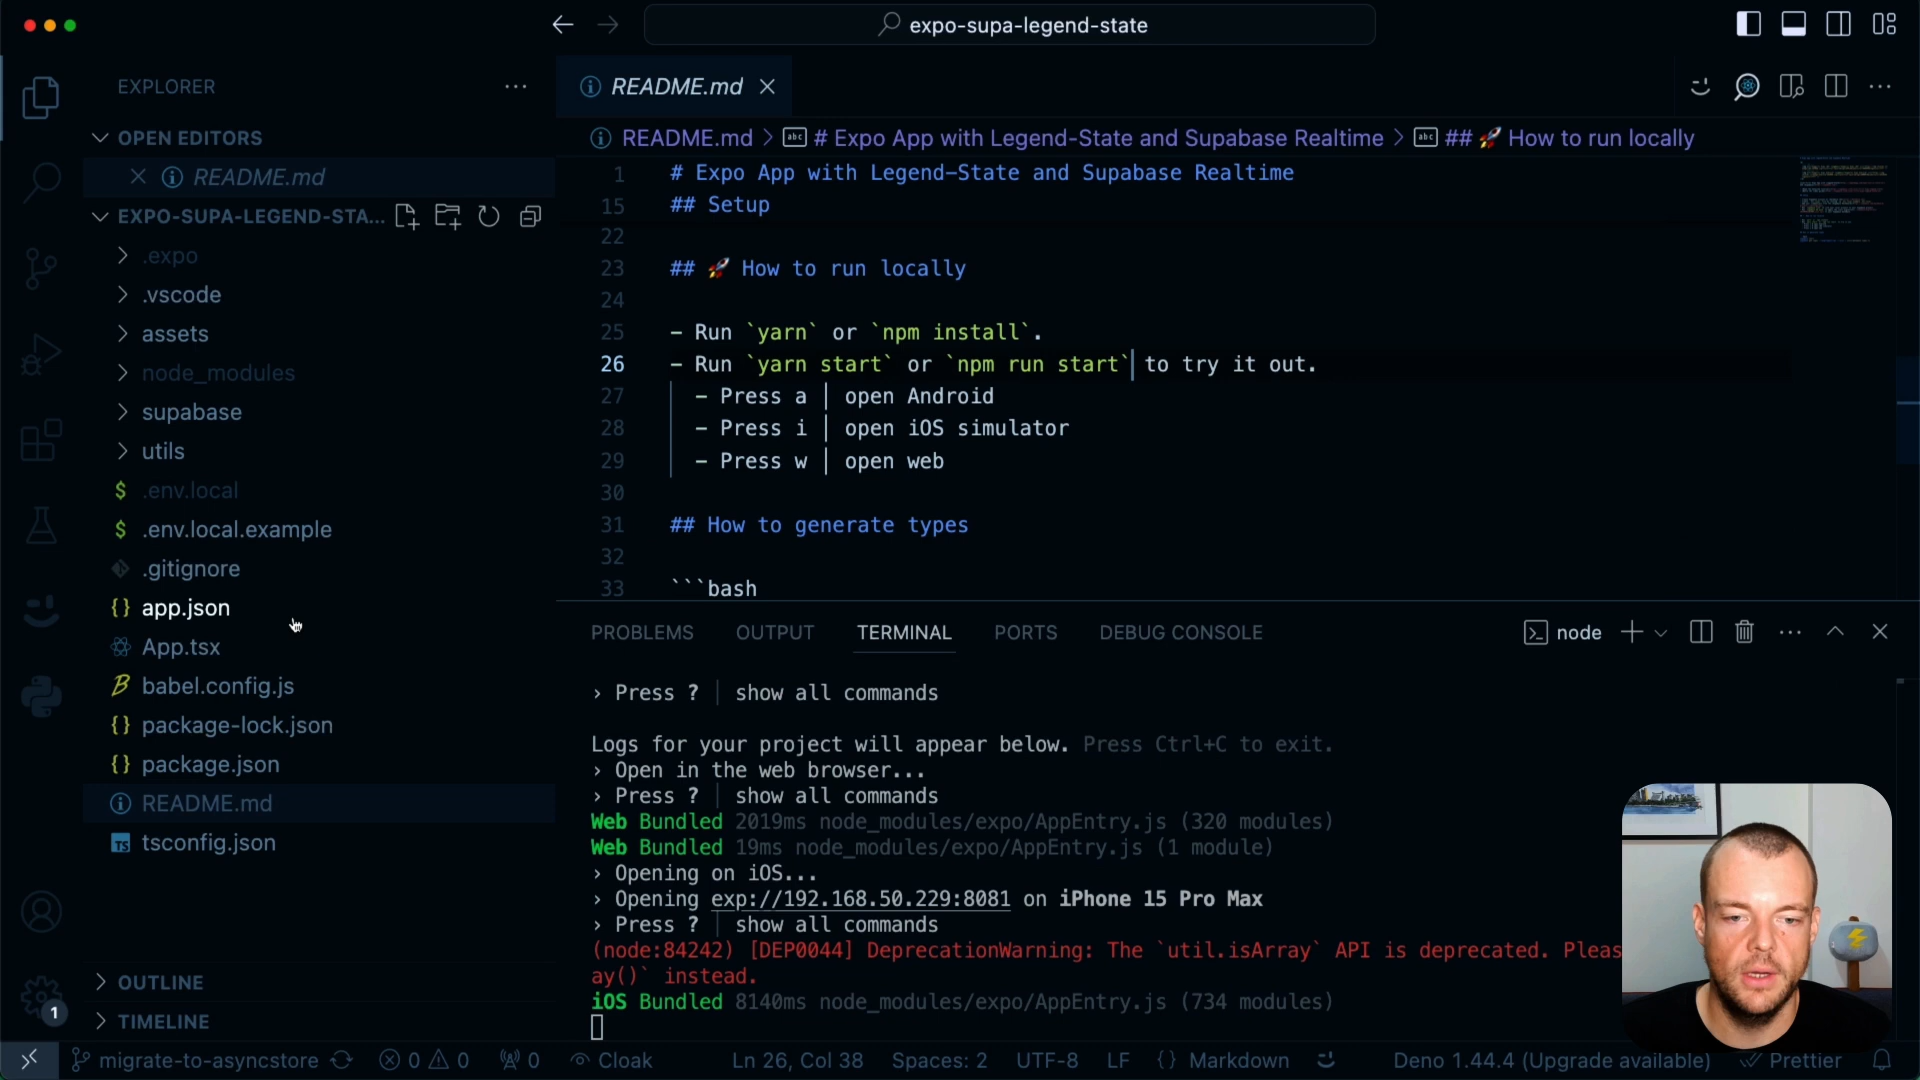 expo-supa-legend-state
EXPLORER
README.md
OPEN EDITORS
README.md
EXPO-SUPA-LEGEND-STA...
.expo
.vscode
assets
node_modules
supabase
utils
$ .env.local
$ .env.local.example
.gitignore
{} app.json
App.tsx
babel.config.js
{} package-lock.json
{} package.json
README.md
TS tsconfig.json
OUTLINE
TIMELINE
1
README.md > abc # Expo App with Legend-State and Supabase Realtime > abc ## 🚀 How to run locally
1 # Expo App with Legend-State and Supabase Realtime
15 ## Setup
22
23 ## 🚀 How to run locally
24
25 - Run `yarn` or `npm install`.
26 - Run `yarn start` or `npm run start` to try it out.
27 - Press a │ open Android
28 - Press i │ open iOS simulator
29 - Press w │ open web
30
31 ## How to generate types
32
33 ```bash
PROBLEMS OUTPUT TERMINAL PORTS DEBUG CONSOLE node
› Press ? │ show all commands
Logs for your project will appear below. Press Ctrl+C to exit.
› Open in the web browser...
› Press ? │ show all commands
Web Bundled 2019ms node_modules/expo/AppEntry.js (320 modules)
Web Bundled 19ms node_modules/expo/AppEntry.js (1 module)
› Opening on iOS...
› Opening exp://192.168.50.229:8081 on iPhone 15 Pro Max
› Press ? │ show all commands
(node:84242) [DEP0044] DeprecationWarning: The `util.isArray` API is deprecated. Pleas
ay()` instead.
iOS Bundled 8140ms node_modules/expo/AppEntry.js (734 modules)
migrate-to-asyncstore 0 0 0 Cloak Ln 26, Col 38 Spaces: 2 UTF-8 LF {} Markdown Deno 1.44.4 (Upgrade available) Prettier